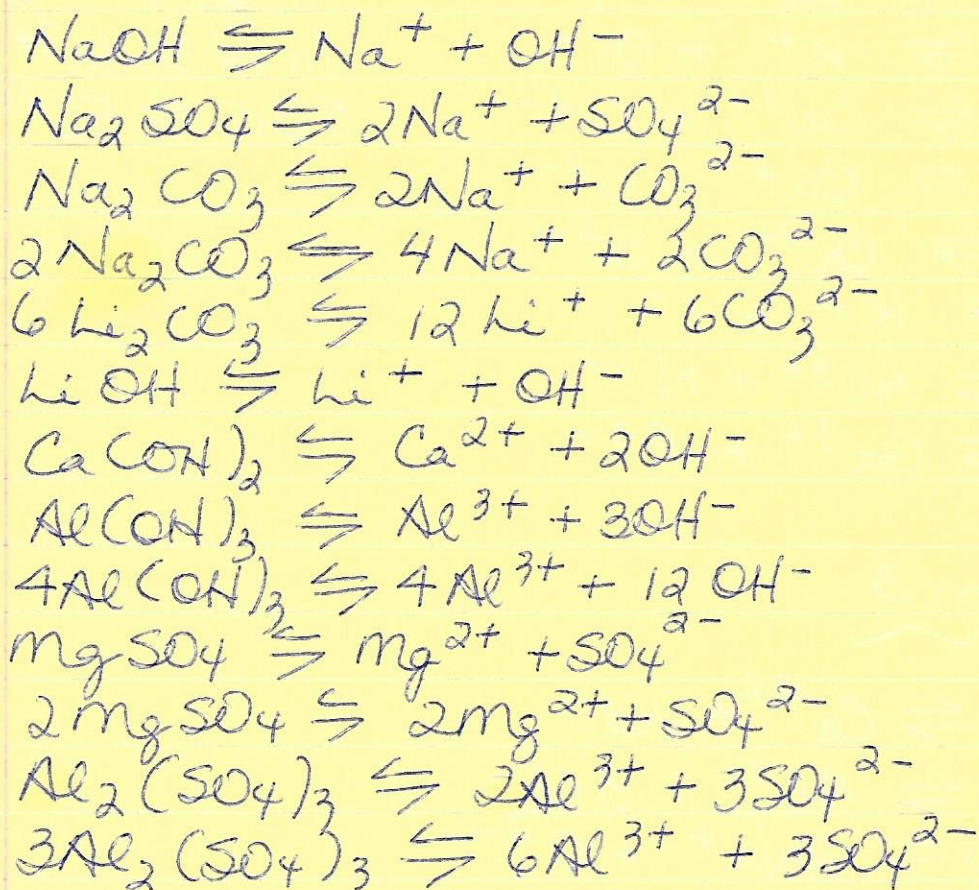 NaOH ⇆ Na⁺ + OH⁻
Na₂SO₄ ⇆ 2Na⁺ + SO₄²⁻
Na₂CO₃ ⇆ 2Na⁺ + CO₃²⁻
2Na₂CO₃ ⇆ 4Na⁺ + 2CO₃²⁻
6Li₂CO₃ ⇆ 12Li⁺ + 6CO₃²⁻
LiOH ⇆ Li⁺ + OH⁻
Ca(OH)₂ ⇆ Ca²⁺ + 2OH⁻
Al(OH)₃ ⇆ Al³⁺ + 3OH⁻
4Al(OH)₃ ⇆ 4Al³⁺ + 12OH⁻
MgSO₄ ⇆ Mg²⁺ + SO₄²⁻
2MgSO₄ ⇆ 2Mg²⁺ + SO₄²⁻
Al₂(SO₄)₃ ⇆ 2Al³⁺ + 3SO₄²⁻
3Al₂(SO₄)₃ ⇆ 6Al³⁺ + 3SO₄²⁻